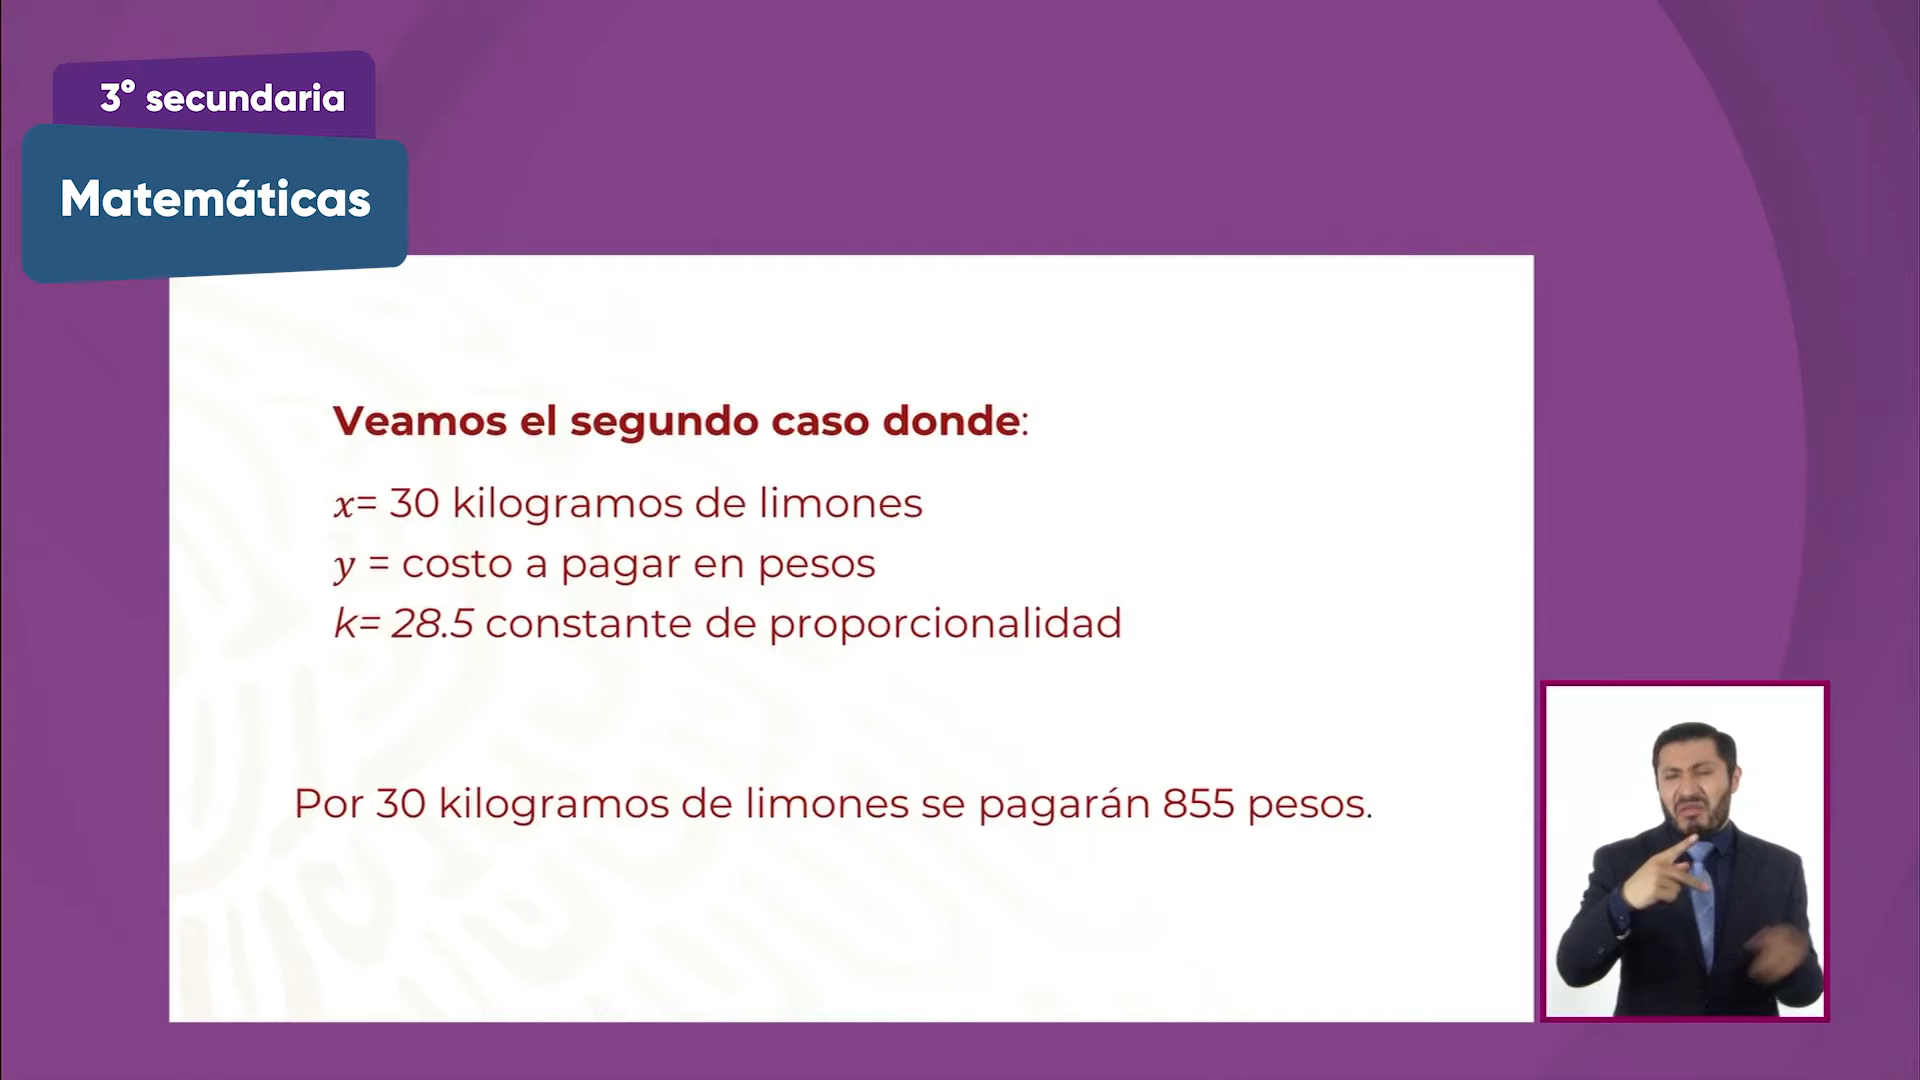 3° secundaria
Matemáticas
Veamos el segundo caso donde:
x= 30 kilogramos de limones
y = costo a pagar en pesos
k= 28.5 constante de proporcionalidad
Por 30 kilogramos de limones se pagarán 855 pesos.